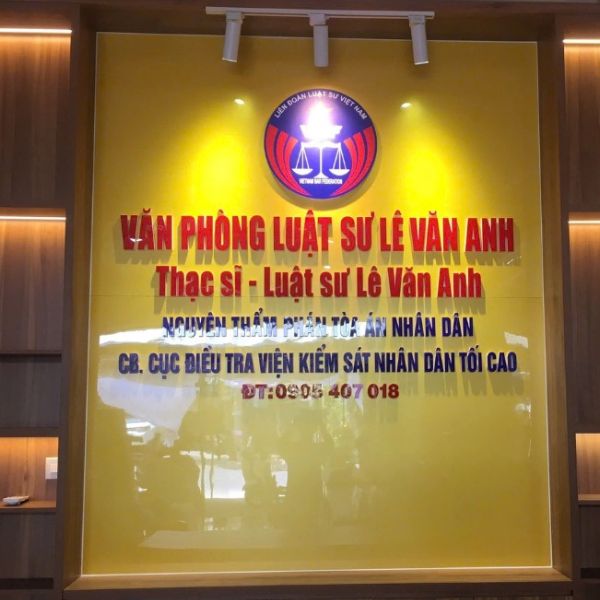 LIÊN ĐOÀN LUẬT SƯ VIỆT NAM
VIETNAM BAR FEDERATION
VĂN PHÒNG LUẬT SƯ LÊ VĂN ANH
Thạc sĩ - Luật sư Lê Văn Anh
NGUYÊN THẨM PHÁN TÒA ÁN NHÂN DÂN
CB. CỤC ĐIỀU TRA VIỆN KIỂM SÁT NHÂN DÂN TỐI CAO
ĐT:0905 407 018